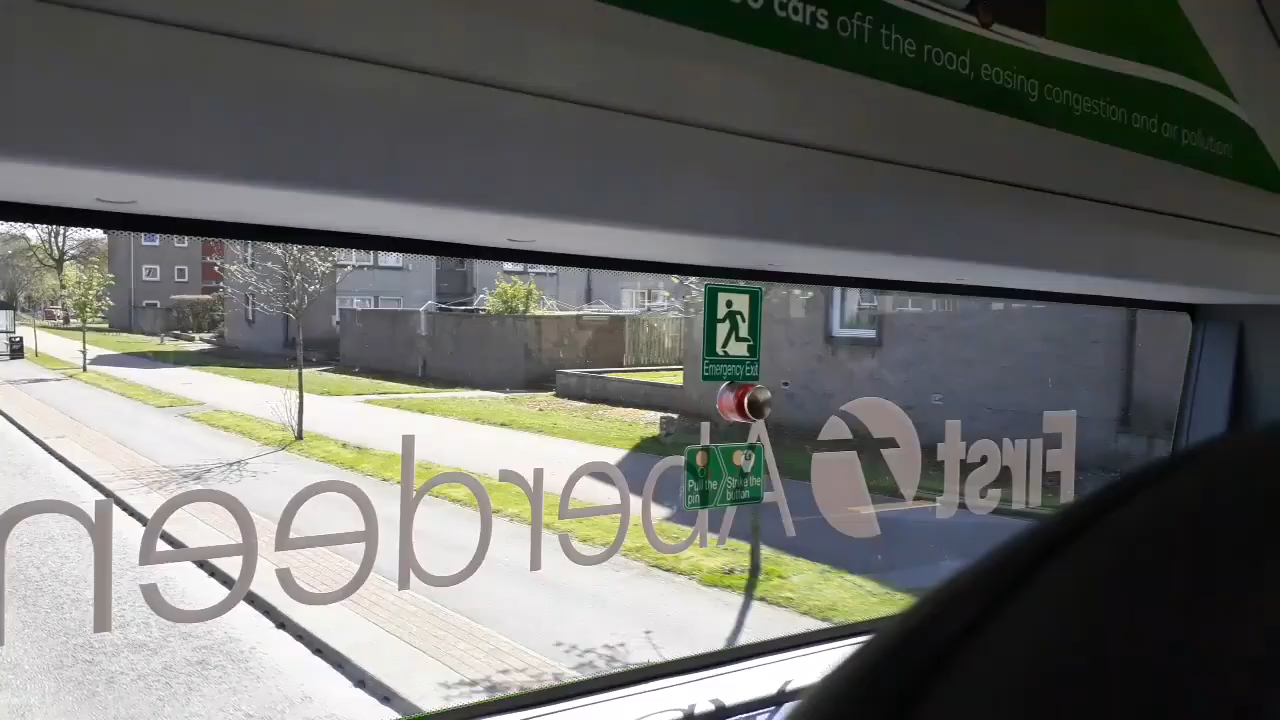 cars off the road, easing congestion and air pollution!
Emergency Exit
Pull the pin
Strike the button
First Aberdeen